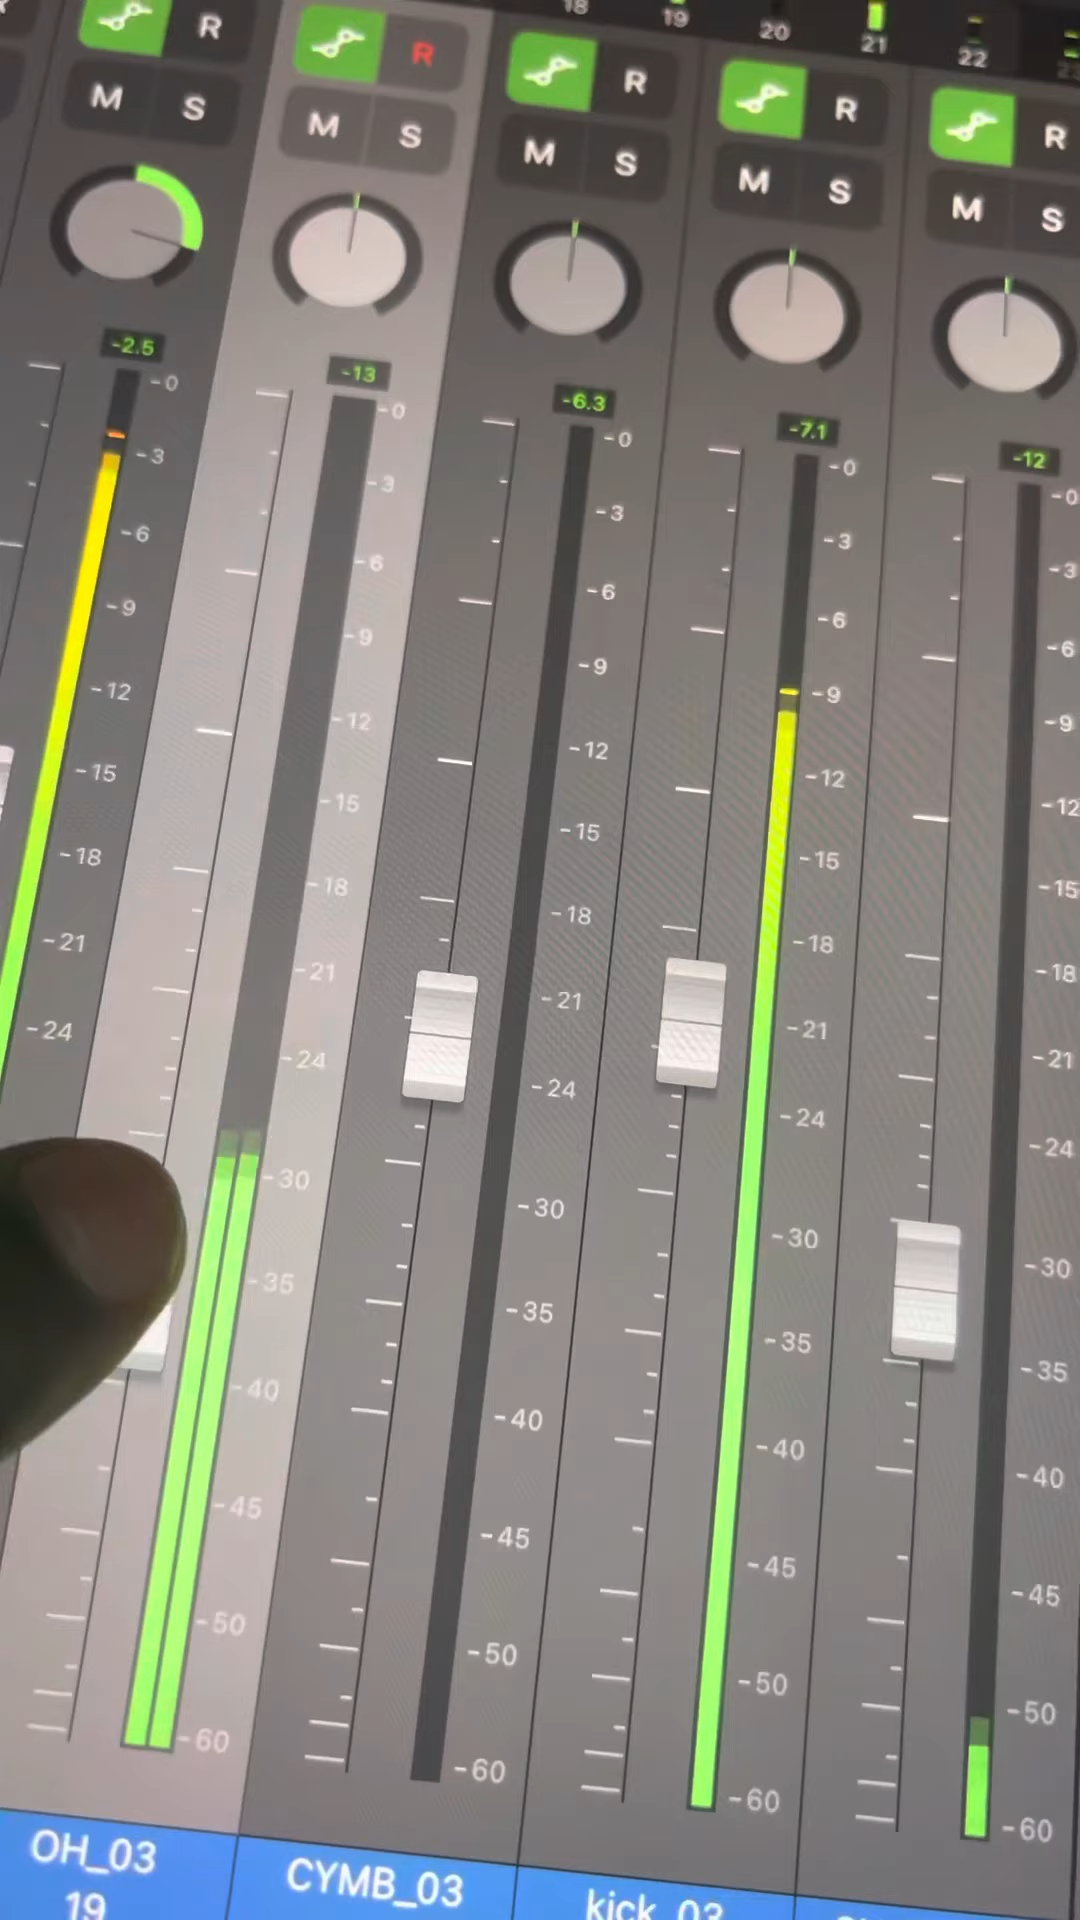 18 19 20 21 22
R R R R R
M S M S M S M S M S
-2.5 -13 -6.3 -7.1 -12
-0 -3 -6 -9 -12 -15 -18 -21 -24
-0 -3 -6 -9 -12 -15 -18 -21 -24 -30 -35 -40 -45 -50 -60
-0 -3 -6 -9 -12 -15 -18 -21 -24 -30 -35 -40 -45 -50 -60
-0 -3 -6 -9 -12 -15 -18 -21 -24 -30 -35 -40 -45 -50 -60
-0 -3 -6 -9 -12 -15 -18 -21 -24 -30 -35 -40 -45 -50 -60
OH_03
19
CYMB_03
kick_03